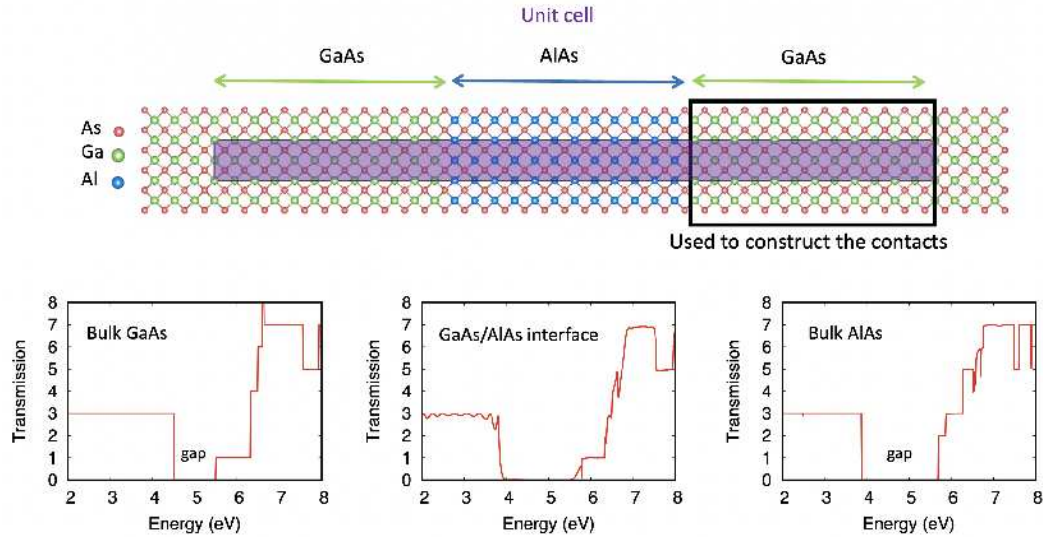 Unit cell
GaAs
AlAs
GaAs
As
Ga
Al
Used to construct the contacts
8
7
6
5
4
3
2
1
0
Transmission
Bulk GaAs
gap
2 3 4 5 6 7 8
Energy (eV)
8
7
6
5
4
3
2
1
0
Transmission
GaAs/AlAs interface
2 3 4 5 6 7 8
Energy (eV)
8
7
6
5
4
3
2
1
0
Transmission
Bulk AlAs
gap
2 3 4 5 6 7 8
Energy (eV)